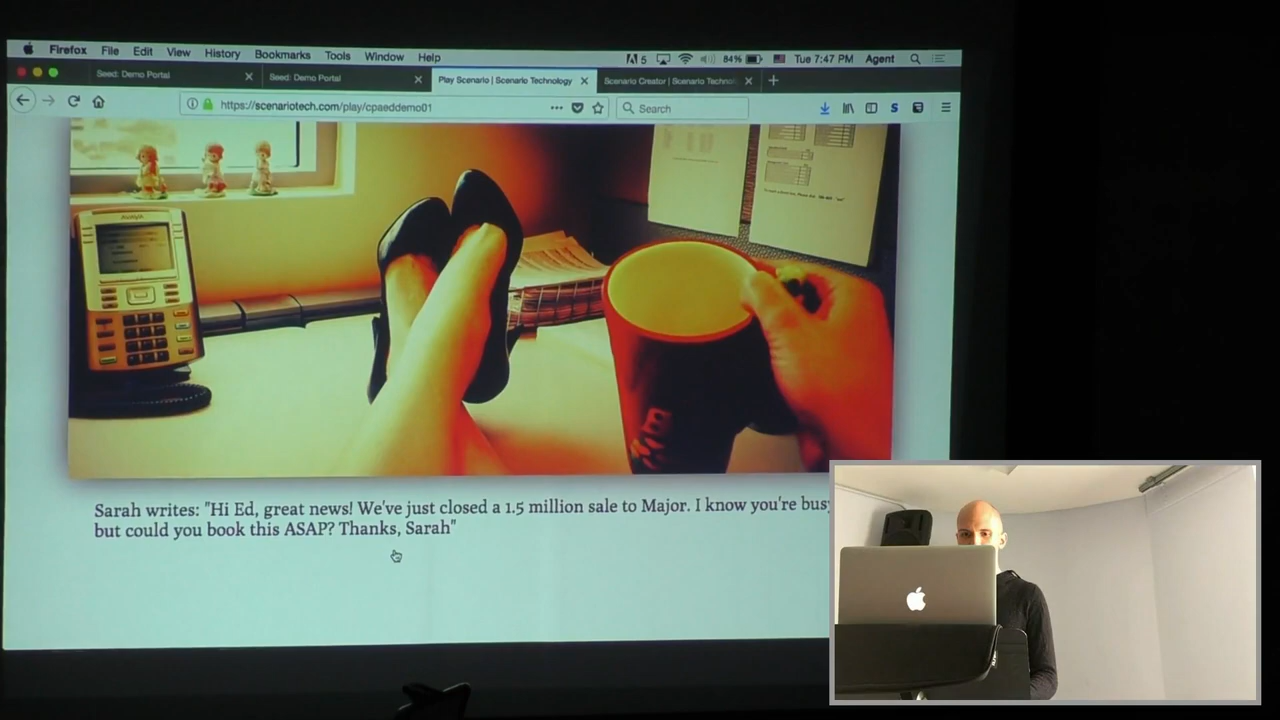 Firefox File Edit View History Bookmarks Tools Window Help 5 84% Tue 7:47 PM Agent
Seed: Demo Portal Seed: Demo Portal Play Scenario | Scenario Technology Scenario Creator | Scenario Technol
https://scenariotech.com/play/cpaeddemo01 Search
AVAYA
Sarah writes: "Hi Ed, great news! We've just closed a 1.5 million sale to Major. I know you're busy
but could you book this ASAP? Thanks, Sarah"